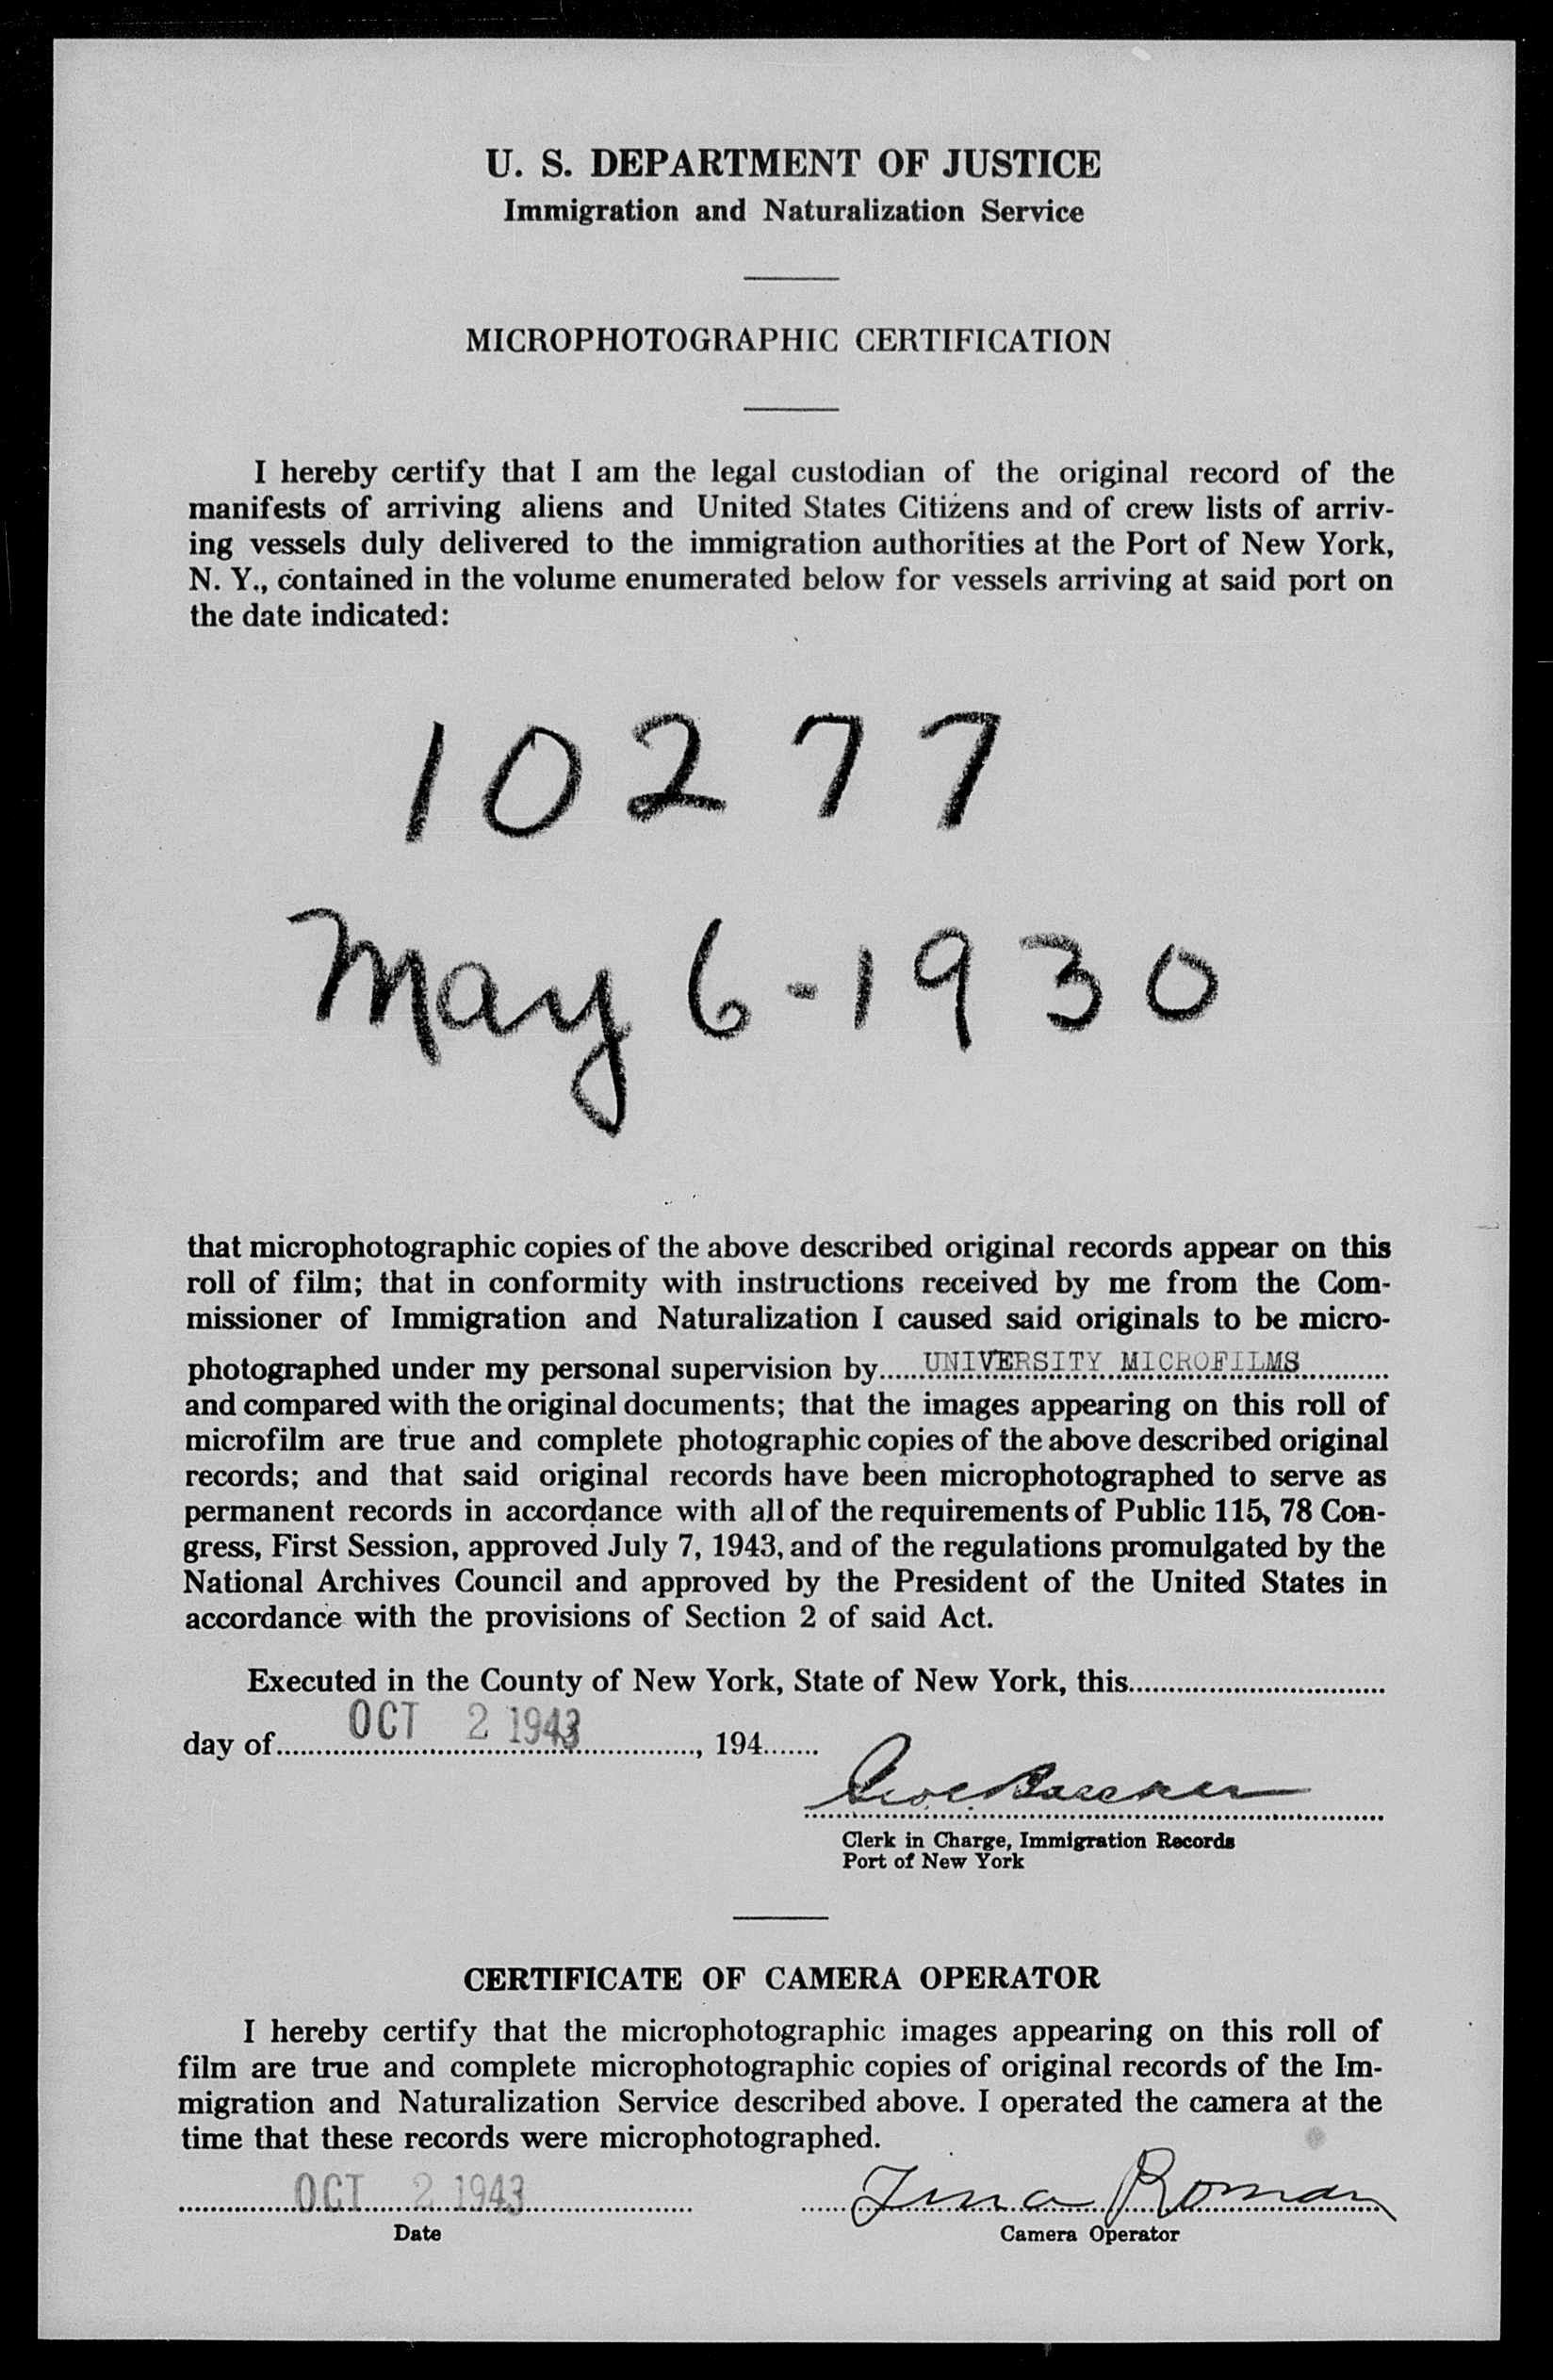 U. S. DEPARTMENT OF JUSTICE
Immigration and Naturalization Service
MICROPHOTOGRAPHIC CERTIFICATION
I hereby certify that I am the legal custodian of the original record of the
manifests of arriving aliens and United States Citizens and of crew lists of arriv-
ing vessels duly delivered to the immigration authorities at the Port of New York,
N. Y., contained in the volume enumerated below for vessels arriving at said port on
the date indicated:
10277
May 6-1930
that microphotographic copies of the above described original records appear on this
roll of film; that in conformity with instructions received by me from the Com-
missioner of Immigration and Naturalization I caused said originals to be micro-
photographed under my personal supervision by UNIVERSITY MICROFILMS
and compared with the original documents; that the images appearing on this roll of
microfilm are true and complete photographic copies of the above described original
records; and that said original records have been microphotographed to serve as
permanent records in accordance with all of the requirements of Public 115, 78 Con-
gress, First Session, approved July 7, 1943, and of the regulations promulgated by the
National Archives Council and approved by the President of the United States in
accordance with the provisions of Section 2 of said Act.
Executed in the County of New York, State of New York, this
day of OCT 2 1943, 194
Clerk in Charge, Immigration Records
Port of New York
CERTIFICATE OF CAMERA OPERATOR
I hereby certify that the microphotographic images appearing on this roll of
film are true and complete microphotographic copies of original records of the Im-
migration and Naturalization Service described above. I operated the camera at the
time that these records were microphotographed.
OCT 2 1943 Tina Roman
Date Camera Operator